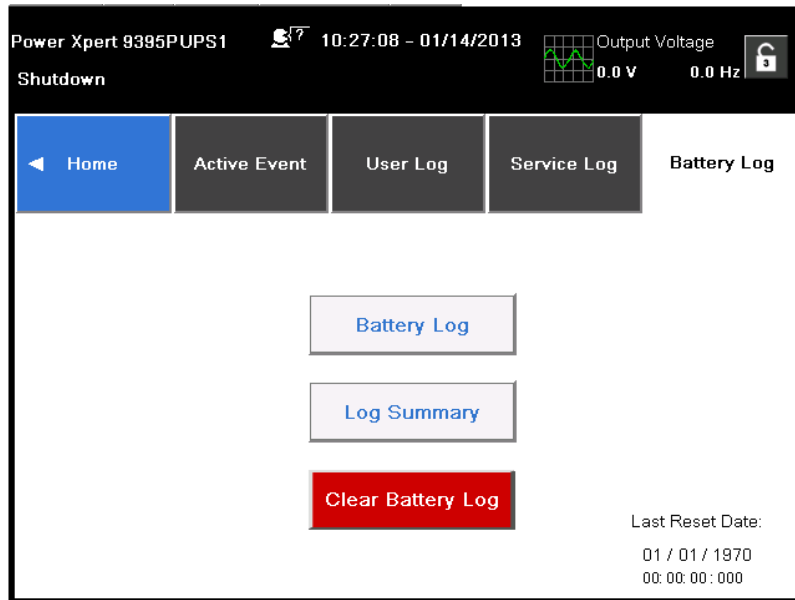 Power Xpert 9395P UPS1
? 10:27:08 - 01/14/2013
Output Voltage
Shutdown
0.0 V 0.0 Hz
3
Home
Active Event
User Log
Service Log
Battery Log
Battery Log
Log Summary
Clear Battery Log
Last Reset Date:
01 / 01 / 1970
00: 00: 00 : 000